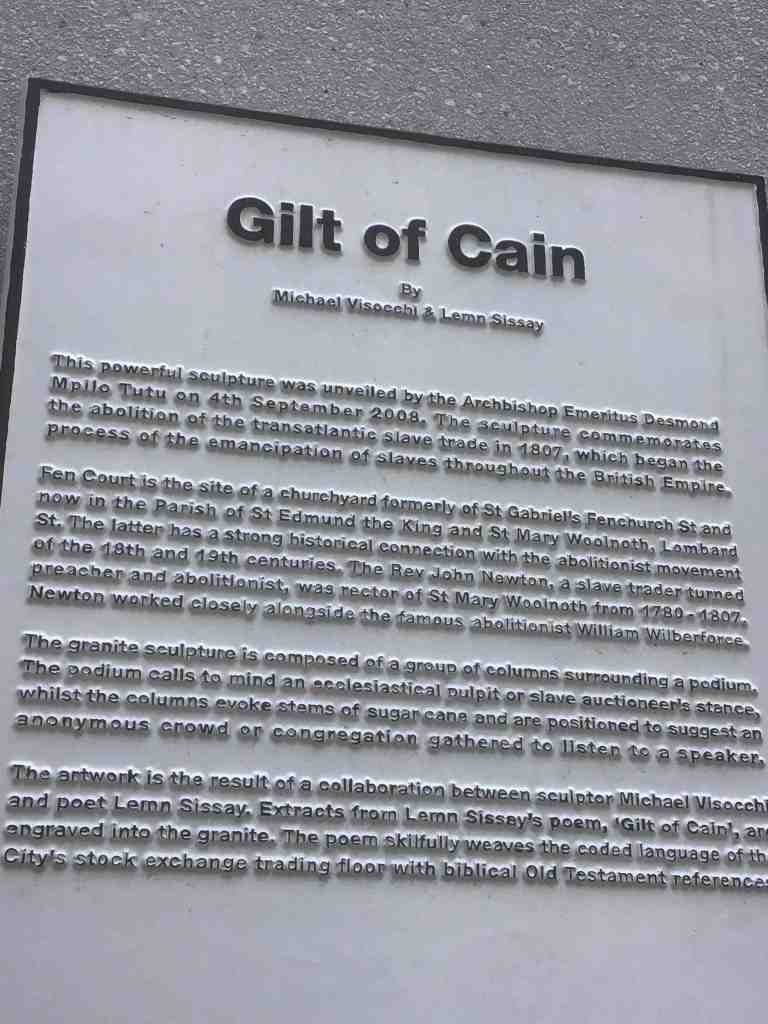 Gilt of Cain
By
Michael Visocchi & Lemn Sissay
This powerful sculpture was unveiled by the Archbishop Emeritus Desmond
Mpilo Tutu on 4th September 2008. The sculpture commemorates
the abolition of the transatlantic slave trade in 1807, which began the
process of the emancipation of slaves throughout the British Empire.
Fen Court is the site of a churchyard formerly of St Gabriel's Fenchurch St and
now in the Parish of St Edmund the King and St Mary Woolnoth, Lombard
St. The latter has a strong historical connection with the abolitionist movement
of the 18th and 19th centuries. The Rev John Newton, a slave trader turned
preacher and abolitionist, was rector of St Mary Woolnoth from 1780-1807.
Newton worked closely alongside the famous abolitionist William Wilberforce.
The granite sculpture is composed of a group of columns surrounding a podium.
The podium calls to mind an ecclesiastical pulpit or slave auctioneer's stance,
whilst the columns evoke stems of sugar cane and are positioned to suggest an
anonymous crowd or congregation gathered to listen to a speaker.
The artwork is the result of a collaboration between sculptor Michael Visocchi
and poet Lemn Sissay. Extracts from Lemn Sissay's poem, 'Gilt of Cain', are
engraved into the granite. The poem skilfully weaves the coded language of th
City's stock exchange trading floor with biblical Old Testament references